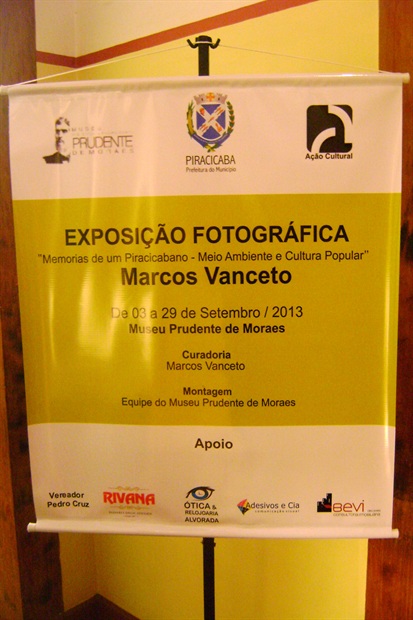 MUSEU
PRUDENTE
DE MORAES
PIRACICABA
Prefeitura do Município
Ação Cultural
EXPOSIÇÃO FOTOGRÁFICA
"Memorias de um Piracicabano - Meio Ambiente e Cultura Popular"
Marcos Vanceto
De 03 a 29 de Setembro / 2013
Museu Prudente de Moraes
Curadoria
Marcos Vanceto
Montagem
Equipe do Museu Prudente de Moraes
Apoio
Vereador
Pedro Cruz
RIVANA
ÓTICA &
RELOJOARIA
ALVORADA
Adesivos e Cia
COMUNICAÇÃO VISUAL
BEVI